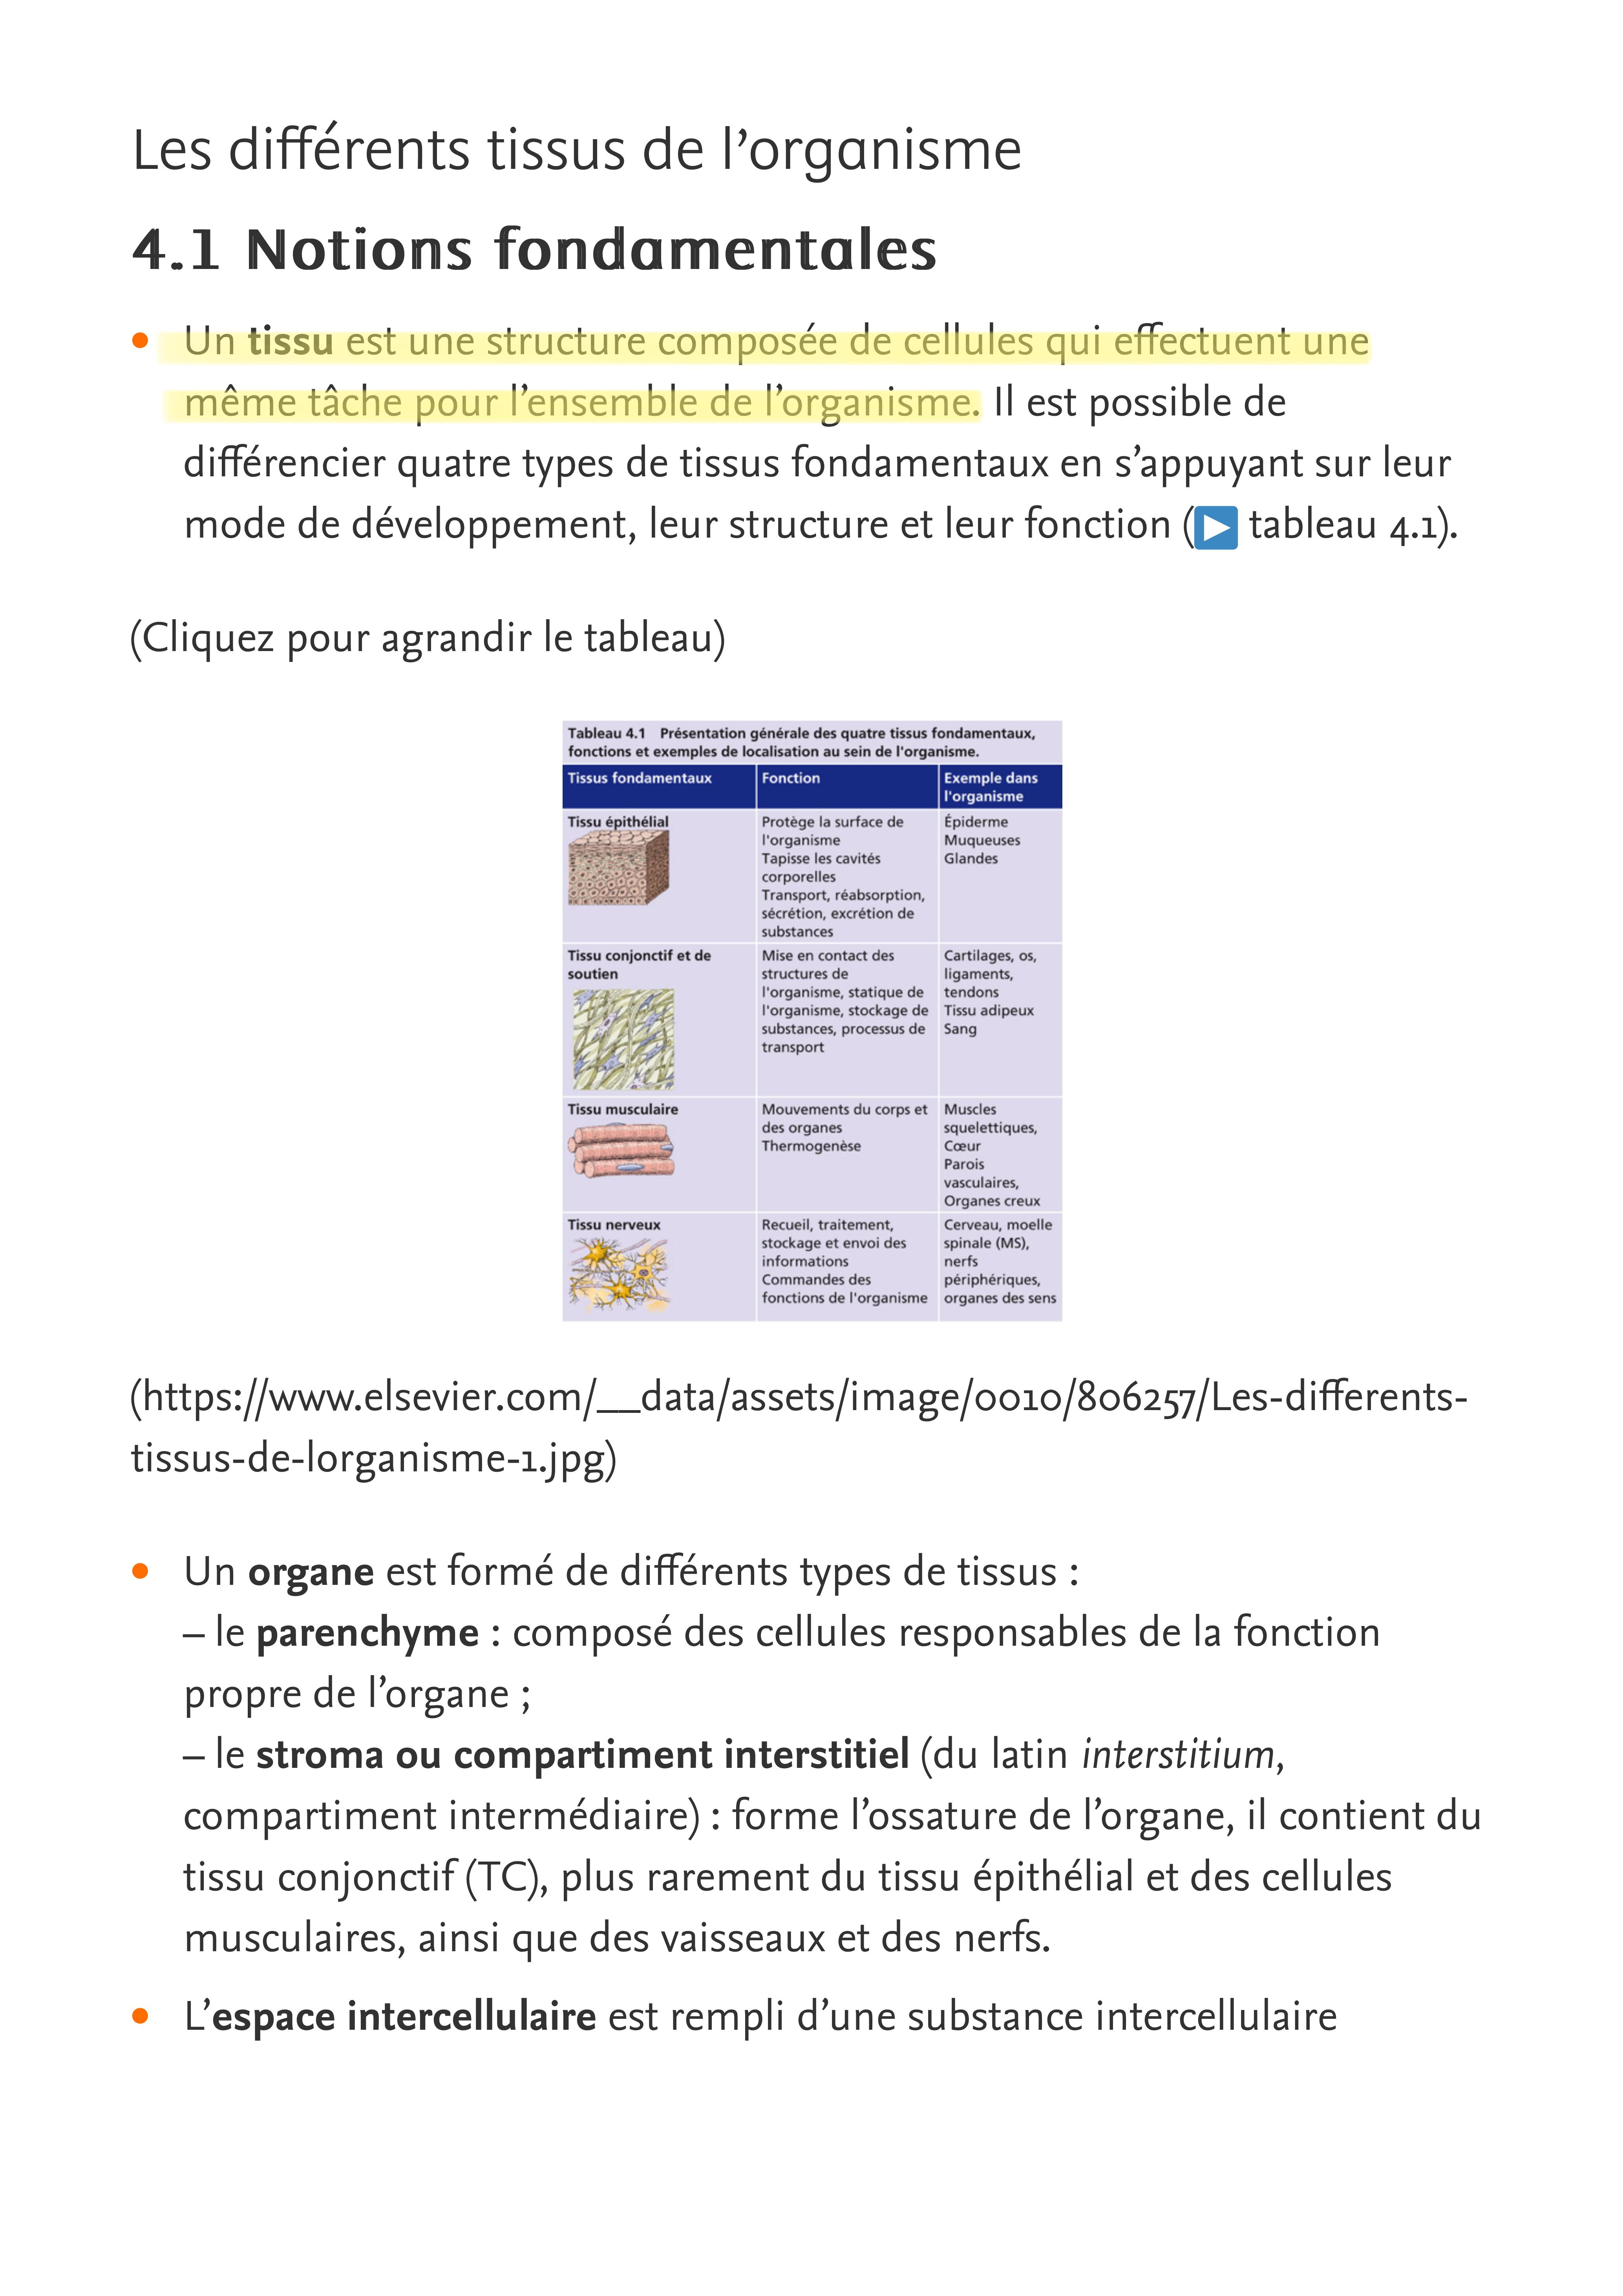 Les différents tissus de l’organisme
4.1 Notions fondamentales
• Un tissu est une structure composée de cellules qui effectuent une
même tâche pour l’ensemble de l’organisme. Il est possible de
différencier quatre types de tissus fondamentaux en s’appuyant sur leur
mode de développement, leur structure et leur fonction (▶ tableau 4.1).
(Cliquez pour agrandir le tableau)
Tableau 4.1 Présentation générale des quatre tissus fondamentaux,
fonctions et exemples de localisation au sein de l'organisme.
Tissus fondamentaux
Fonction
Exemple dans
l'organisme
Tissu épithélial
Protège la surface de
l'organisme
Tapisse les cavités
corporelles
Transport, réabsorption,
sécrétion, excrétion de
substances
Épiderme
Muqueuses
Glandes
Tissu conjonctif et de
soutien
Mise en contact des
structures de
l'organisme, statique de
l'organisme, stockage de
substances, processus de
transport
Cartilages, os,
ligaments,
tendons
Tissu adipeux
Sang
Tissu musculaire
Mouvements du corps et
des organes
Thermogenèse
Muscles
squelettiques,
Cœur
Parois
vasculaires,
Organes creux
Tissu nerveux
Recueil, traitement,
stockage et envoi des
informations
Commandes des
fonctions de l'organisme
Cerveau, moelle
spinale (MS),
nerfs
périphériques,
organes des sens
(https://www.elsevier.com/__data/assets/image/0010/806257/Les-differents-
tissus-de-lorganisme-1.jpg)
• Un organe est formé de différents types de tissus :
– le parenchyme : composé des cellules responsables de la fonction
propre de l’organe ;
– le stroma ou compartiment interstitiel (du latin interstitium,
compartiment intermédiaire) : forme l’ossature de l’organe, il contient du
tissu conjonctif (TC), plus rarement du tissu épithélial et des cellules
musculaires, ainsi que des vaisseaux et des nerfs.
• L’espace intercellulaire est rempli d’une substance intercellulaire